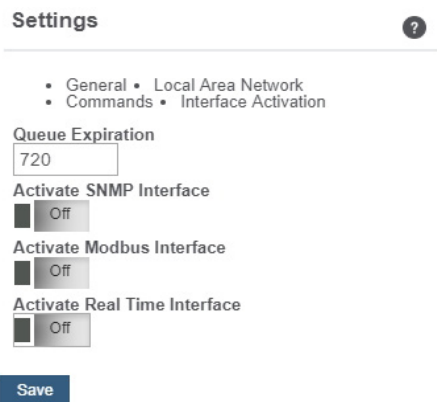 Settings
?
• General • Local Area Network
• Commands • Interface Activation
Queue Expiration
720
Activate SNMP Interface
Off
Activate Modbus Interface
Off
Activate Real Time Interface
Off
Save